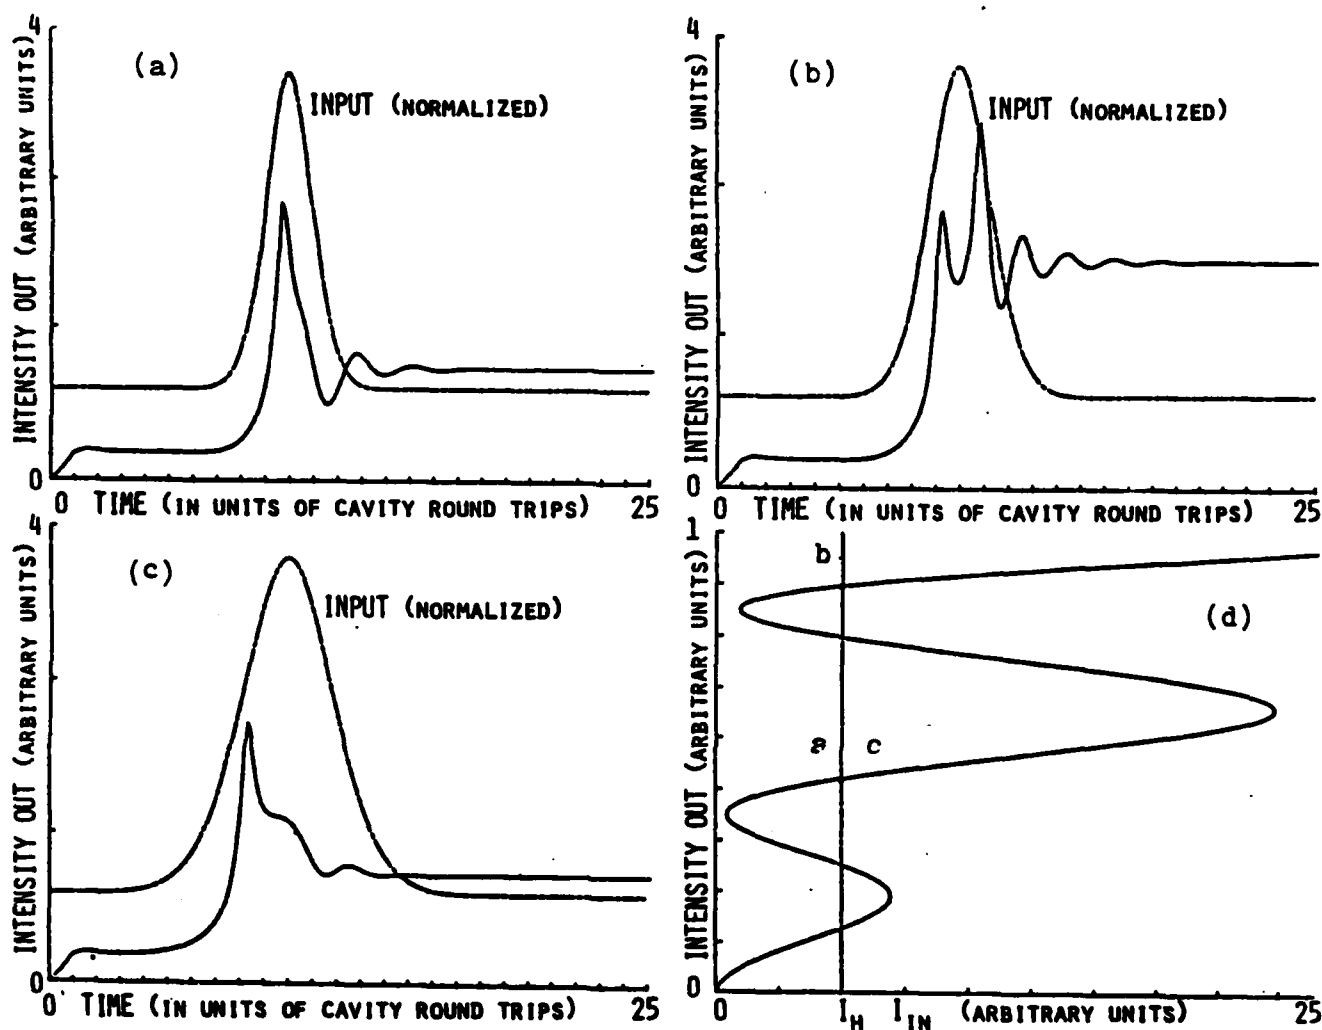 4
INTENSITY OUT (ARBITRARY UNITS)
(a)
INPUT (NORMALIZED)
0
0 TIME (IN UNITS OF CAVITY ROUND TRIPS) 25
4
INTENSITY OUT (ARBITRARY UNITS)
(b)
INPUT (NORMALIZED)
0
0 TIME (IN UNITS OF CAVITY ROUND TRIPS) 25
4
INTENSITY OUT (ARBITRARY UNITS)
(c)
INPUT (NORMALIZED)
0
0 TIME (IN UNITS OF CAVITY ROUND TRIPS) 25
1
INTENSITY OUT (ARBITRARY UNITS)
b
(d)
a c
0
0 I_H I_IN (ARBITRARY UNITS) 25